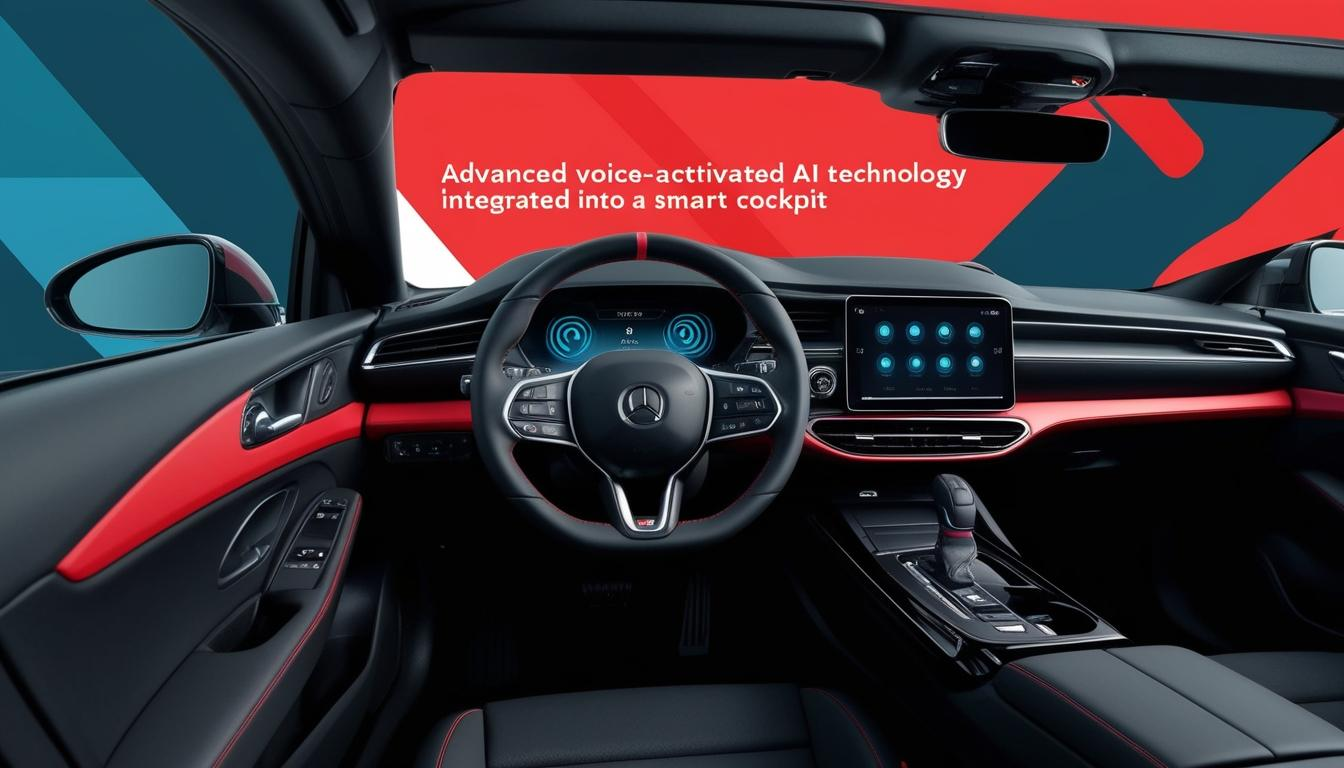 Advanced voice-acttivated AI technology
integrated into a smart cockpit